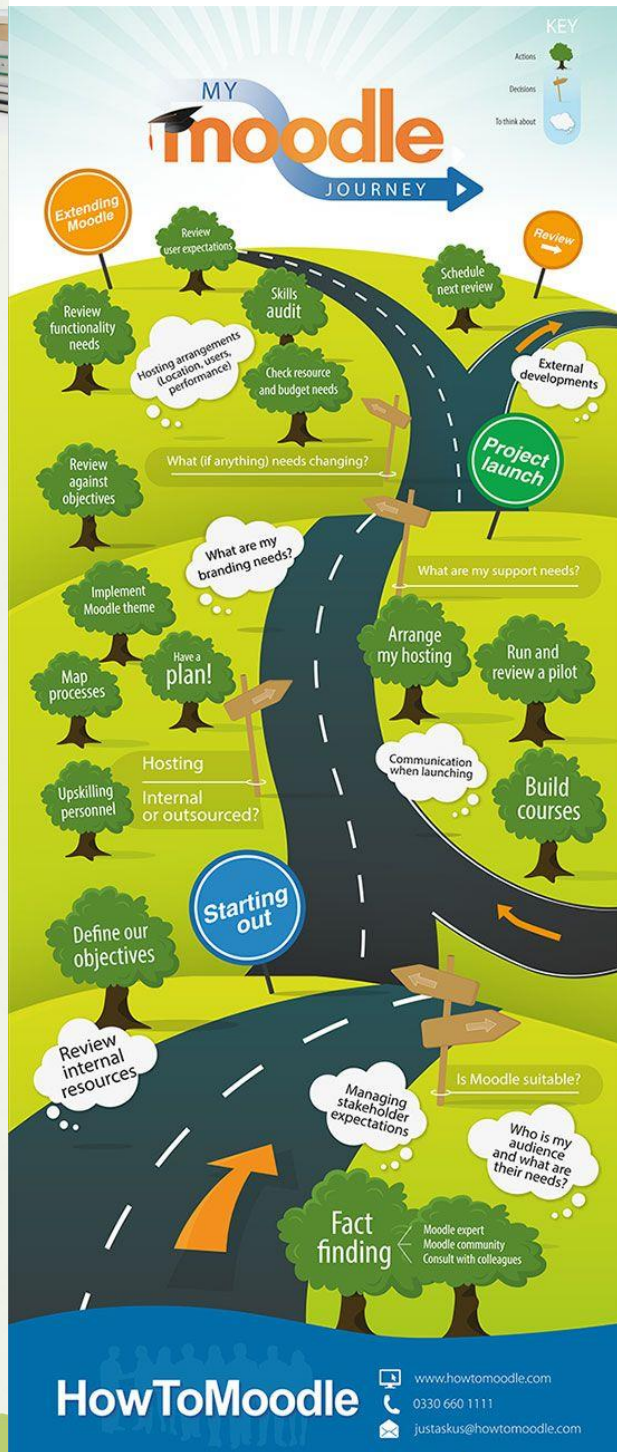 KEY
Actions
Decisions
To think about
MY
moodle
JOURNEY
Extending
Moodle
Review
user expectations
Review
Schedule
next review
Review
functionality
needs
Skills
audit
Hosting arrangements
(Location, users,
performance)
Check resource
and budget needs
External
developments
What (if anything) needs changing?
Project
launch
Review
against
objectives
What are my
branding needs?
What are my support needs?
Implement
Moodle theme
Arrange
my hosting
Run and
review a pilot
Map
processes
Have a
plan!
Hosting
Internal
or outsourced?
Communication
when launching
Upskilling
personnel
Build
courses
Starting
out
Define our
objectives
Review
internal
resources
Is Moodle suitable?
Managing
stakeholder
expectations
Who is my
audience
and what are
their needs?
Fact
finding
Moodle expert
Moodle community
Consult with colleagues
HowToMoodle
www.howtomoodle.com
0330 660 1111
justaskus@howtomoodle.com